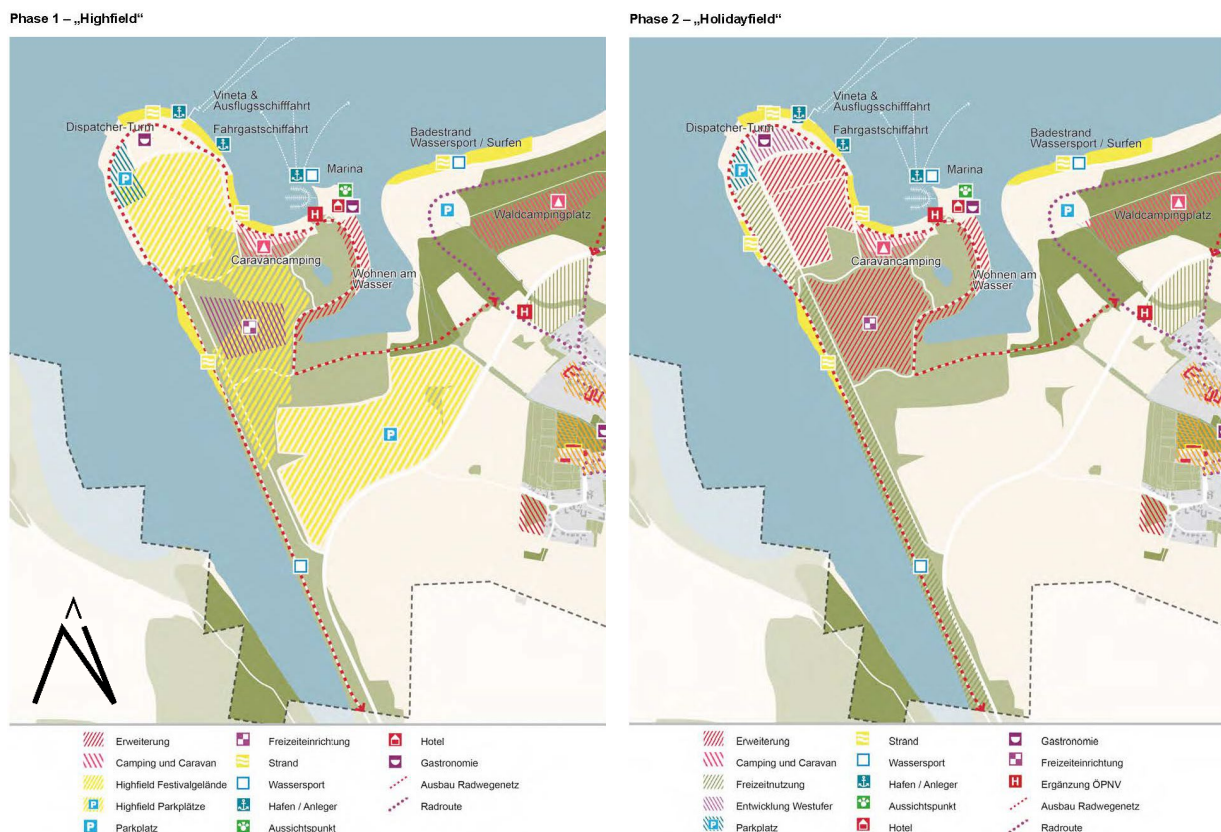 Phase 1 – „Highfield“
Vineta &
Ausflugsschifffahrt
Dispatcher-Turm
Fahrgastschiffahrt
Badestrand
Wassersport / Surfen
Marina
P
P
H
Waldcampingplatz
Caravancamping
Wohnen am
Wasser
H
P
Erweiterung
Camping und Caravan
Highfield Festivalgelände
P Highfield Parkplätze
P Parkplatz
Freizeiteinrichtung
Strand
Wassersport
Hafen / Anleger
Aussichtspunkt
Hotel
Gastronomie
Ausbau Radwegenetz
Radroute
Phase 2 – „Holidayfield“
Vineta &
Ausflugsschifffahrt
Dispatcher-Turm
Fahrgastschiffahrt
Badestrand
Wassersport / Surfen
Marina
P
P
H
Waldcampingplatz
Caravancamping
Wohnen am
Wasser
H
Erweiterung
Camping und Caravan
Freizeitnutzung
Entwicklung Westufer
P Parkplatz
Strand
Wassersport
Hafen / Anleger
Aussichtspunkt
Hotel
Gastronomie
Freizeiteinrichtung
H Ergänzung ÖPNV
Ausbau Radwegenetz
Radroute